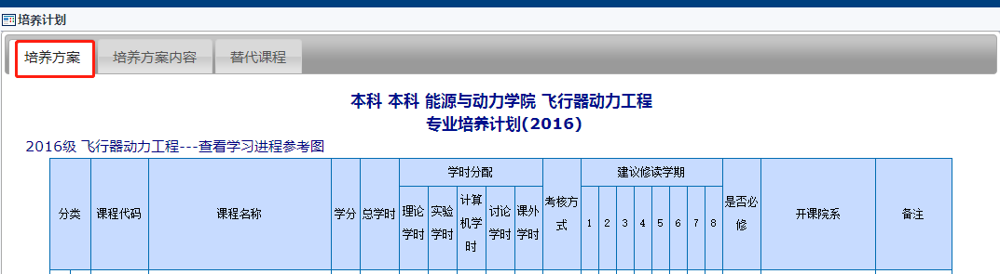 培养计划
培养方案 培养方案内容 替代课程
本科 本科 能源与动力学院 飞行器动力工程
专业培养计划(2016)
2016级 飞行器动力工程---查看学习进程参考图
分类 课程代码 课程名称 学分 总学时 学时分配 考核方式 建议修读学期 是否必修 开课院系 备注
理论学时 实验学时 计算机学时 讨论学时 课外学时 1 2 3 4 5 6 7 8